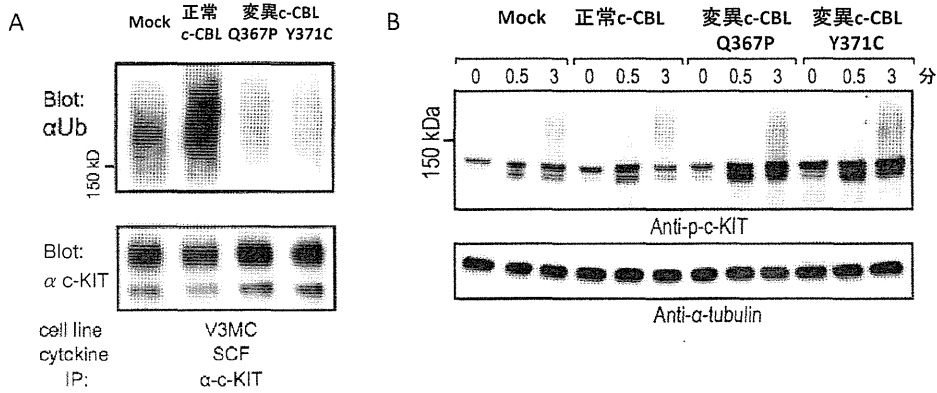 A
Mock
正常
c-CBL
変異c-CBL
Q367P Y371C
Blot:
αUb
150 kD
Blot:
α c-KIT
cell line V3MC
cytckine SCF
IP: α-c-KIT
B
Mock 正常c-CBL 変異c-CBL Q367P 変異c-CBL Y371C
0 0.5 3 0 0.5 3 0 0.5 3 0 0.5 3 分
150 kDa
Anti-p-c-KIT
Anti-α-tubulin